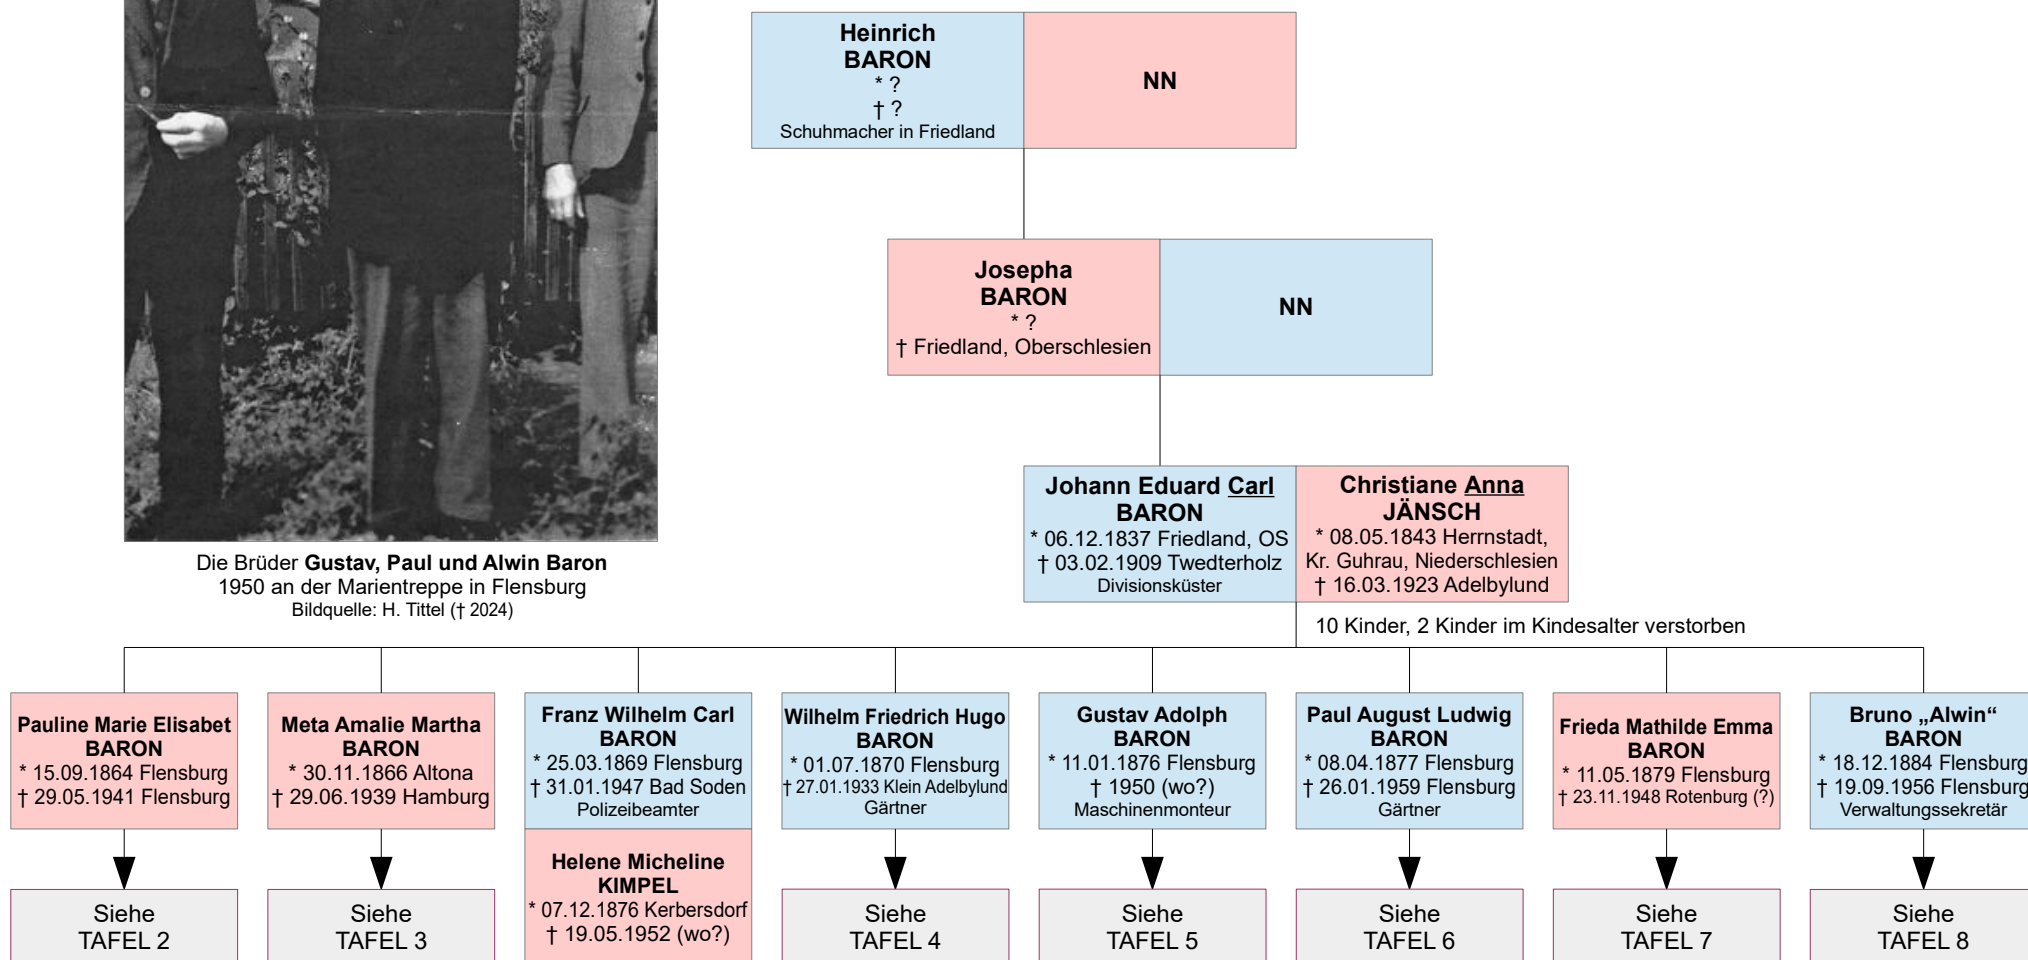 Heinrich
BARON
* ?
† ?
Schuhmacher in Friedland
NN
Josepha
BARON
* ?
† Friedland, Oberschlesien
NN
Johann Eduard Carl
BARON
* 06.12.1837 Friedland, OS
† 03.02.1909 Twedterholz
Divisionsküster
Christiane Anna
JÄNSCH
* 08.05.1843 Herrnstadt,
Kr. Guhrau, Niederschlesien
† 16.03.1923 Adelbylund
Die Brüder Gustav, Paul und Alwin Baron
1950 an der Marientreppe in Flensburg
Bildquelle: H. Tittel († 2024)
10 Kinder, 2 Kinder im Kindesalter verstorben
Pauline Marie Elisabet
BARON
* 15.09.1864 Flensburg
† 29.05.1941 Flensburg
Siehe
TAFEL 2
Meta Amalie Martha
BARON
* 30.11.1866 Altona
† 29.06.1939 Hamburg
Siehe
TAFEL 3
Franz Wilhelm Carl
BARON
* 25.03.1869 Flensburg
† 31.01.1947 Bad Soden
Polizeibeamter
Helene Micheline
KIMPEL
* 07.12.1876 Kerbersdorf
† 19.05.1952 (wo?)
Wilhelm Friedrich Hugo
BARON
* 01.07.1870 Flensburg
† 27.01.1933 Klein Adelbylund
Gärtner
Siehe
TAFEL 4
Gustav Adolph
BARON
* 11.01.1876 Flensburg
† 1950 (wo?)
Maschinenmonteur
Siehe
TAFEL 5
Paul August Ludwig
BARON
* 08.04.1877 Flensburg
† 26.01.1959 Flensburg
Gärtner
Siehe
TAFEL 6
Frieda Mathilde Emma
BARON
* 11.05.1879 Flensburg
† 23.11.1948 Rotenburg (?)
Siehe
TAFEL 7
Bruno „Alwin“
BARON
* 18.12.1884 Flensburg
† 19.09.1956 Flensburg
Verwaltungssekretär
Siehe
TAFEL 8